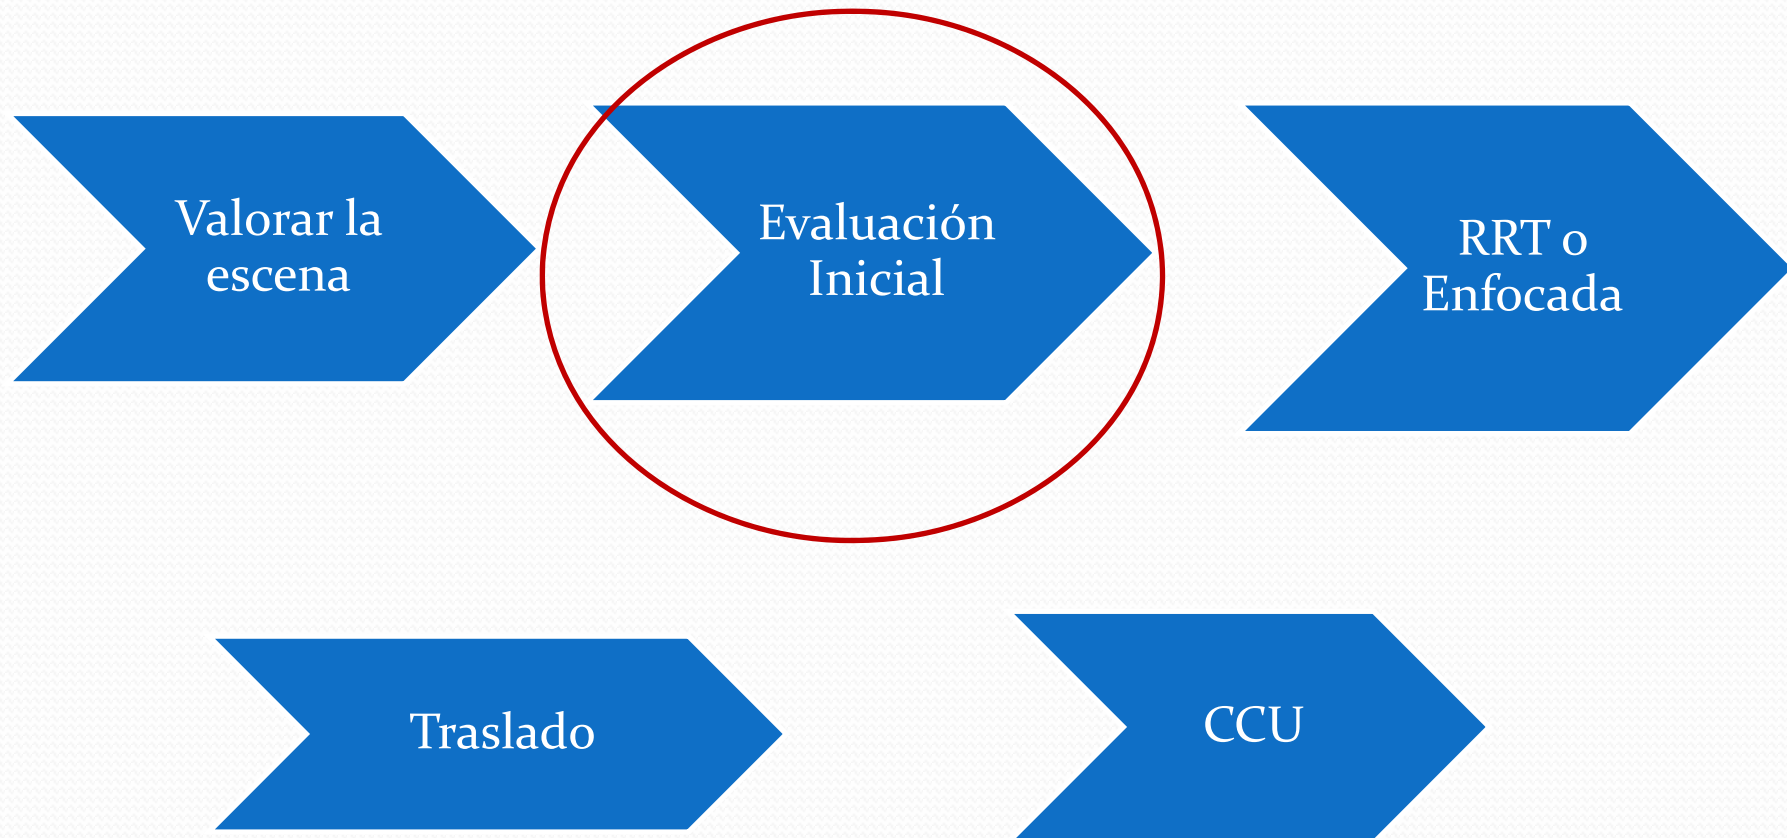 Valorar la
escena
Evaluación
Inicial
RRT o
Enfocada
Traslado
CCU